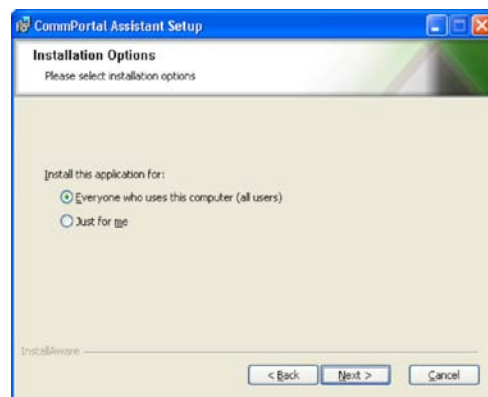 CommPortal Assistant Setup
Installation Options
Please select installation options
Install this application for:
Everyone who uses this computer (all users)
Just for me
InstallAware
< Back Next > Cancel